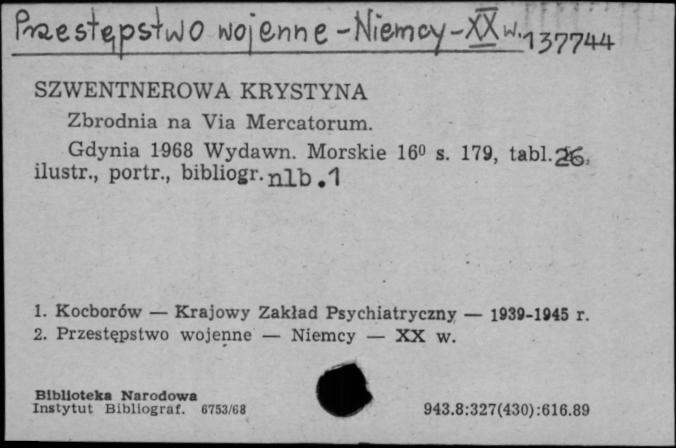 Przestępstwo wojenne - Niemcy - XX w. 137744
SZWENTNEROWA KRYSTYNA
Zbrodnia na Via Mercatorum.
Gdynia 1968 Wydawn. Morskie 16⁰ s. 179, tabl. 26,
ilustr., portr., bibliogr. nlb. 1
1. Kocborów — Krajowy Zakład Psychiatryczny — 1939-1945 r.
2. Przestępstwo wojenne — Niemcy — XX w.
Biblioteka Narodowa
Instytut Bibliograf. 6753/68 943.8:327(430):616.89